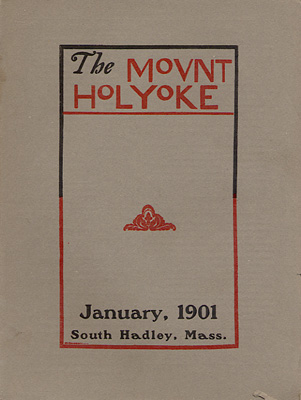 The MOVNT
HOLYOKE
January, 1901
South Hadley, Mass.